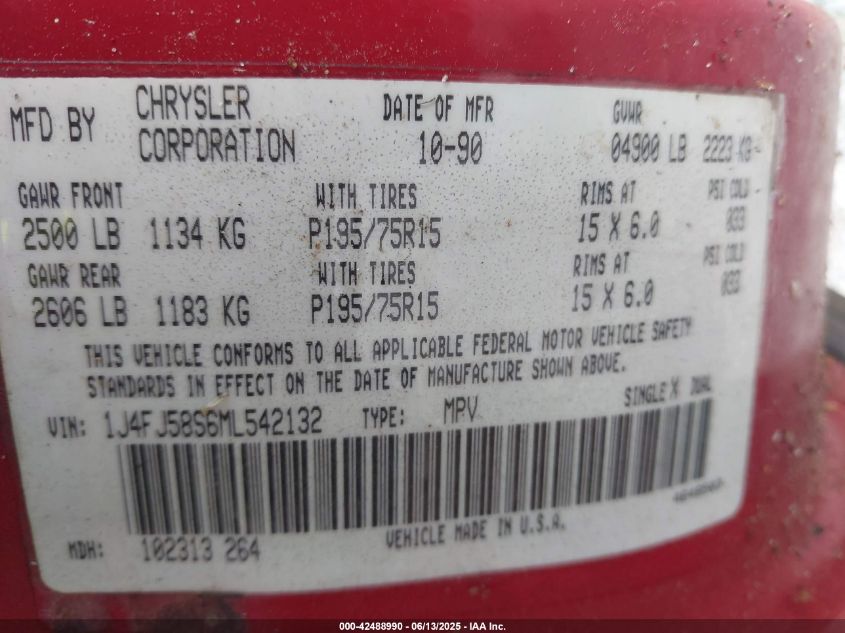 MFD BY CHRYSLER CORPORATION DATE OF MFR 10-90 GVWR 04900 LB 2223 KG
GAWR FRONT WITH TIRES RIMS AT PSI COLD
2500 LB 1134 KG P195/75R15 15 X 6.0 033
GAWR REAR WITH TIRES RIMS AT PSI COLD
2606 LB 1183 KG P195/75R15 15 X 6.0 033
THIS VEHICLE CONFORMS TO ALL APPLICABLE FEDERAL MOTOR VEHICLE SAFETY
STANDARDS IN EFFECT ON THE DATE OF MANUFACTURE SHOWN ABOVE.
VIN: 1J4FJ58S6ML542132 TYPE: MPV SINGLE X DUAL
MDH: 102313 264 VEHICLE MADE IN U.S.A.
000-42488990 - 06/13/2025 - IAA Inc.